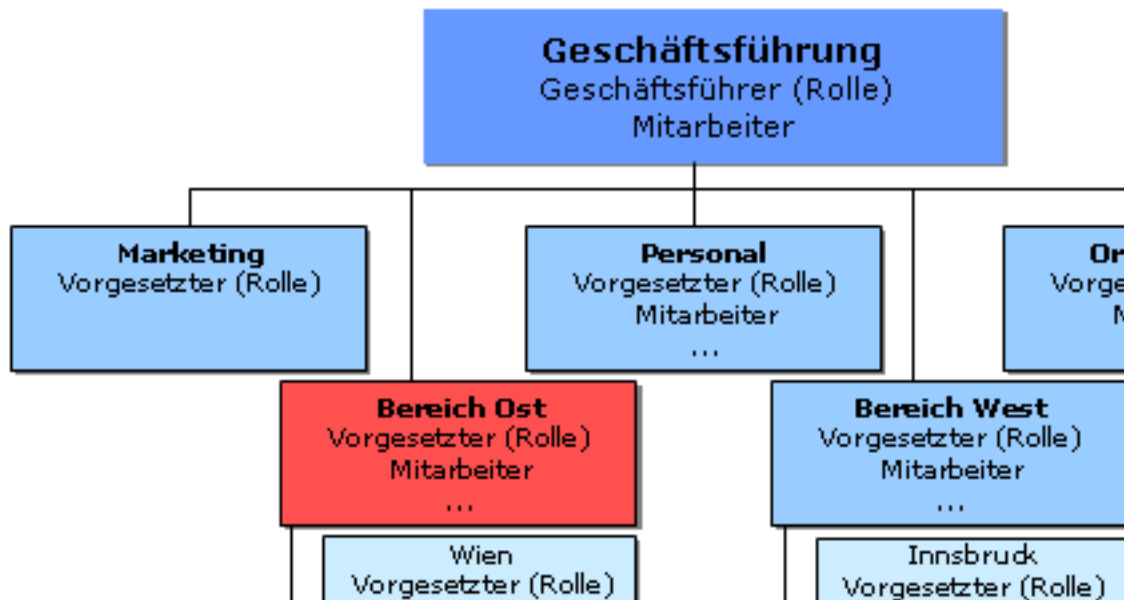 Geschäftsführung
Geschäftsführer (Rolle)
Mitarbeiter
Marketing
Vorgesetzter (Rolle)
Personal
Vorgesetzter (Rolle)
Mitarbeiter
...
Bereich Ost
Vorgesetzter (Rolle)
Mitarbeiter
...
Bereich West
Vorgesetzter (Rolle)
Mitarbeiter
...
Wien
Vorgesetzter (Rolle)
Innsbruck
Vorgesetzter (Rolle)